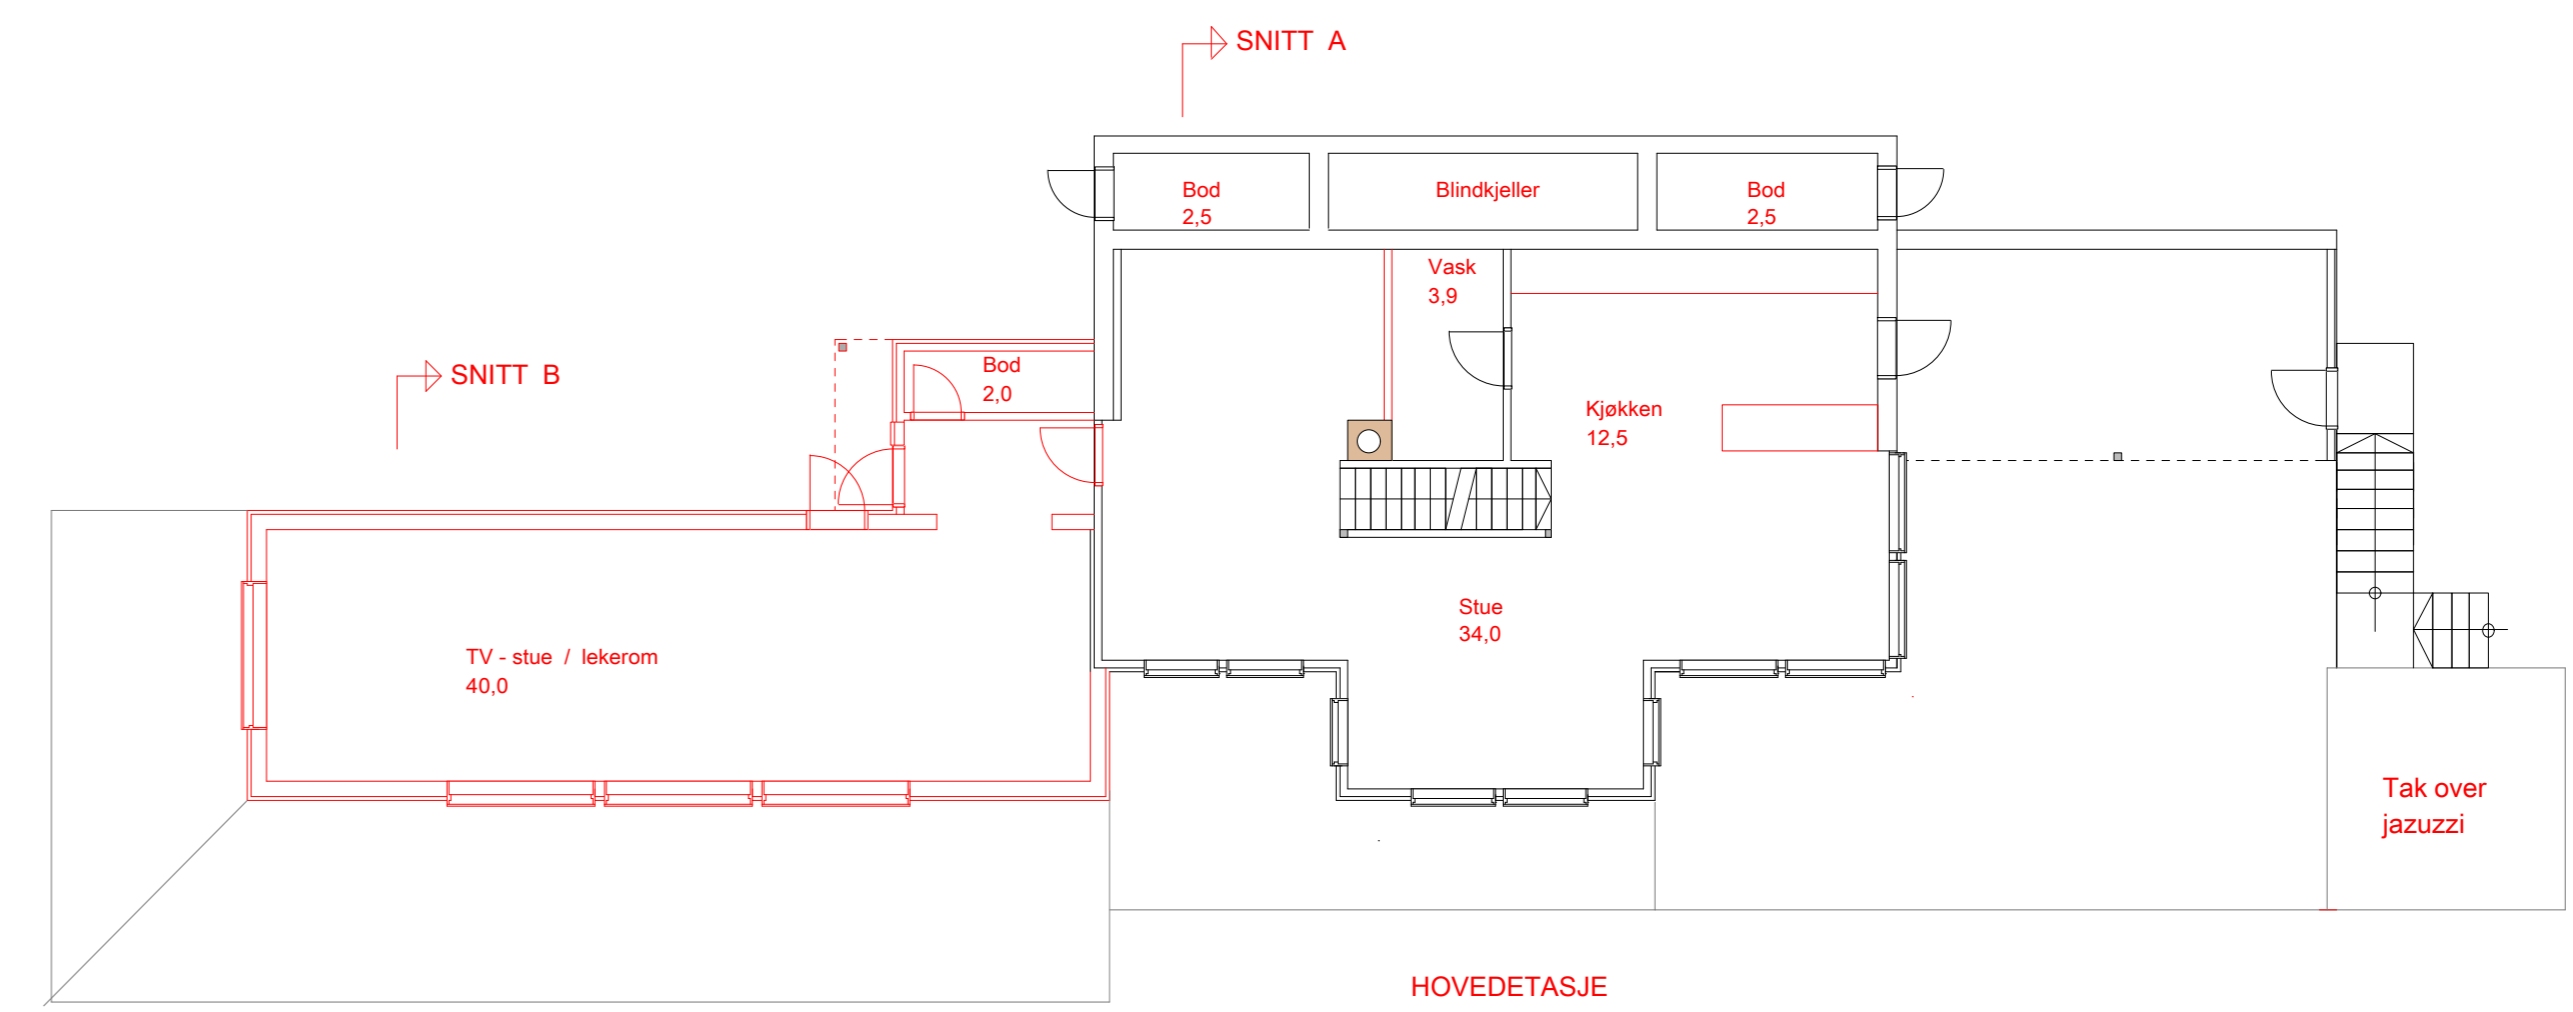 SNITT A
Bod
2,5
Blindkjeller
Bod
2,5
Vask
3,9
SNITT B
Bod
2,0
Kjøkken
12,5
Stue
34,0
TV - stue / lekerom
40,0
Tak over
jazuzzi
HOVEDETASJE